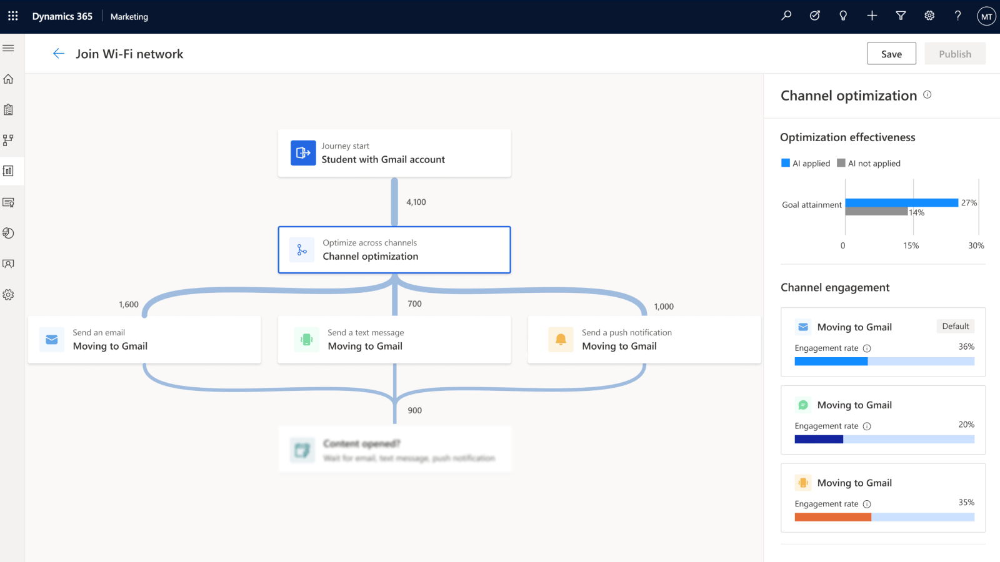 Dynamics 365
Marketing
MT
Join Wi-Fi network
Save
Publish
Journey start
Student with Gmail account
4,100
Optimize across channels
Channel optimization
1,600
700
1,000
Send an email
Moving to Gmail
Send a text message
Moving to Gmail
Send a push notification
Moving to Gmail
900
Content opened?
Wait for email, text message, push notification
Channel optimization
Optimization effectiveness
AI applied
AI not applied
Goal attainment
27%
14%
0
15%
30%
Channel engagement
Moving to Gmail
Default
Engagement rate
36%
Moving to Gmail
Engagement rate
20%
Moving to Gmail
Engagement rate
35%